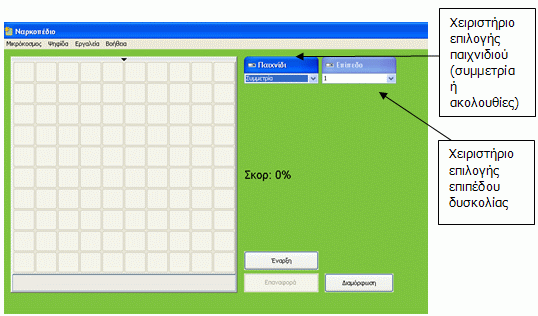 Ναρκοπέδιο
Μικρόκοσμος Ψηφίδα Εργαλεία Βοήθεια
Παιχνίδι Επίπεδο
Συμμετρία 1
Σκορ: 0%
Έναρξη
Επαναφορά Διαμόρφωση
Χειριστήριο
επιλογής
παιχνιδιού
(συμμετρία
ή
ακολουθίες)
Χειριστήριο
επιλογής
επιπέδου
δυσκολίας